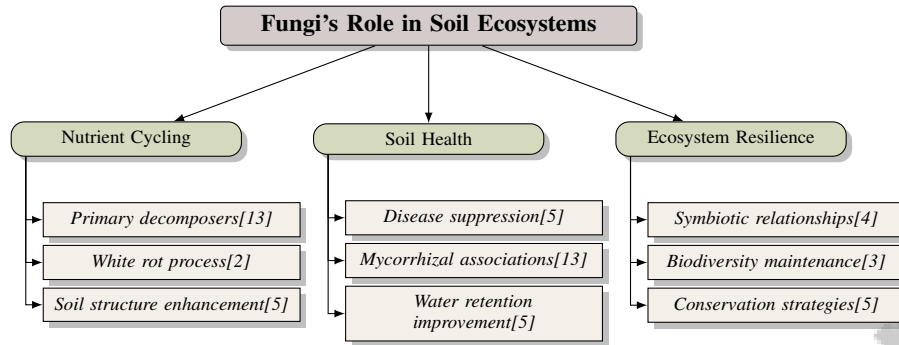 Fungi's Role in Soil Ecosystems
Nutrient Cycling
Primary decomposers[13]
White rot process[2]
Soil structure enhancement[5]
Soil Health
Disease suppression[5]
Mycorrhizal associations[13]
Water retention
improvement[5]
Ecosystem Resilience
Symbiotic relationships[4]
Biodiversity maintenance[3]
Conservation strategies[5]